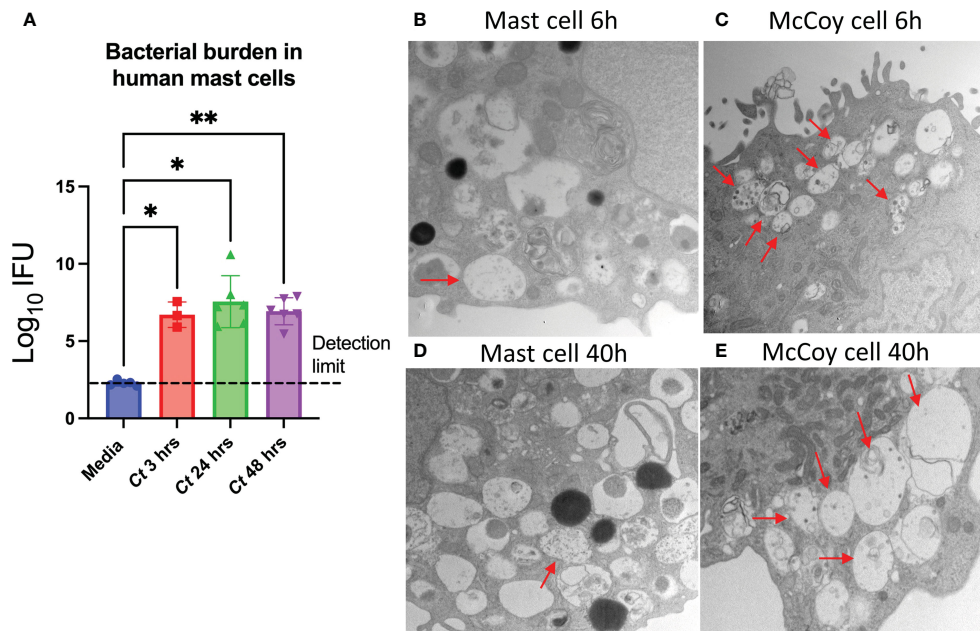 A
Bacterial burden in
human mast cells
**
*
*
Log10 IFU
15
10
5
0
Detection
limit
Media
Ct 3 hrs
Ct 24 hrs
Ct 48 hrs
B
Mast cell 6h
C
McCoy cell 6h
D
Mast cell 40h
E
McCoy cell 40h